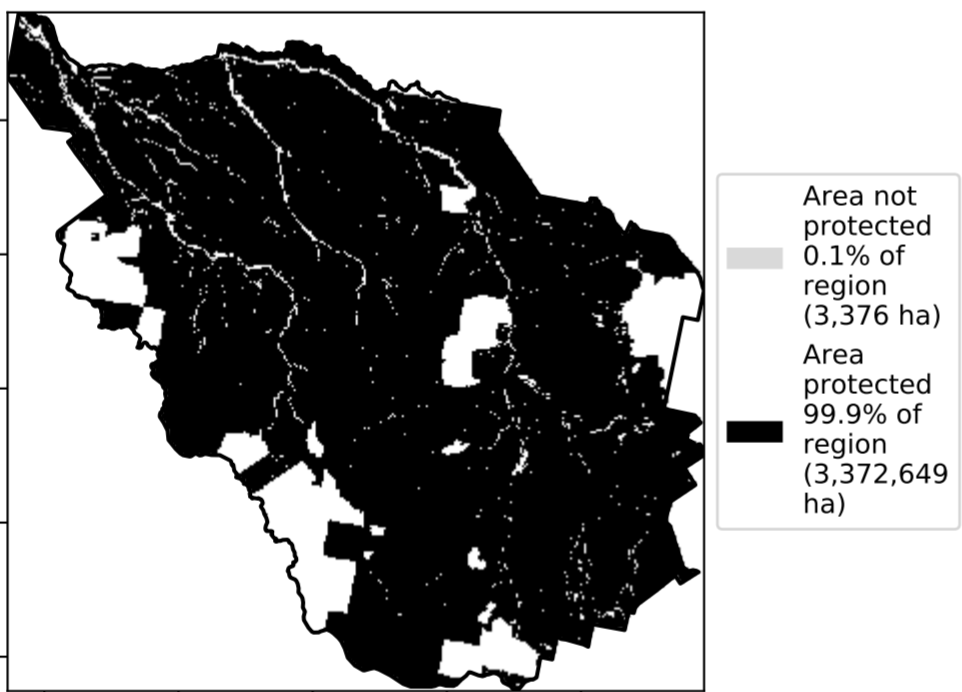 Area not
protected
0.1% of
region
(3,376 ha)
Area
protected
99.9% of
region
(3,372,649
ha)